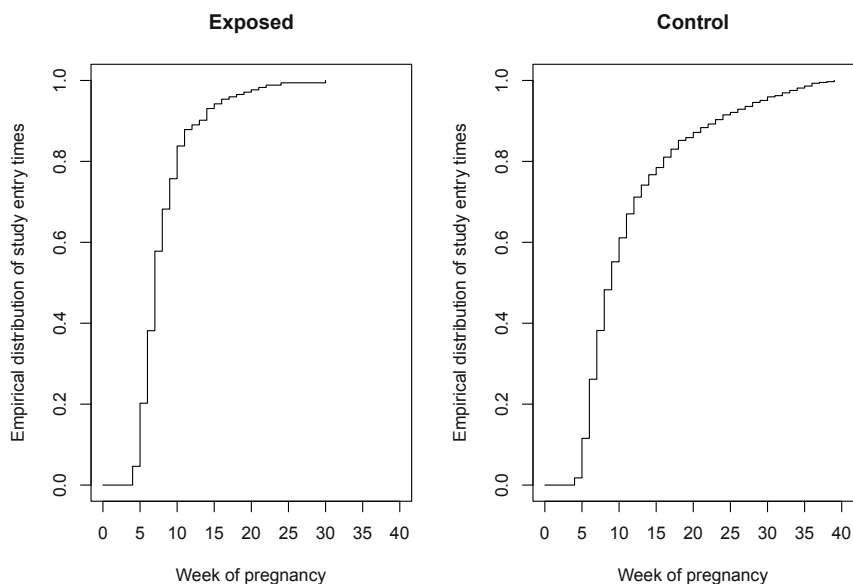 Exposed
Empirical distribution of study entry times
0.0 0.2 0.4 0.6 0.8 1.0
0 5 10 15 20 25 30 35 40
Week of pregnancy
Control
Empirical distribution of study entry times
0.0 0.2 0.4 0.6 0.8 1.0
0 5 10 15 20 25 30 35 40
Week of pregnancy